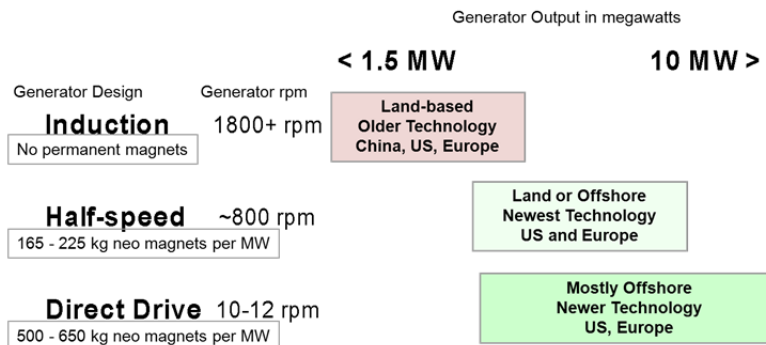 Generator Output in megawatts
< 1.5 MW 10 MW >
Generator Design Generator rpm
Induction 1800+ rpm
No permanent magnets
Land-based
Older Technology
China, US, Europe
Half-speed ~800 rpm
165 - 225 kg neo magnets per MW
Land or Offshore
Newest Technology
US and Europe
Direct Drive 10-12 rpm
500 - 650 kg neo magnets per MW
Mostly Offshore
Newer Technology
US, Europe